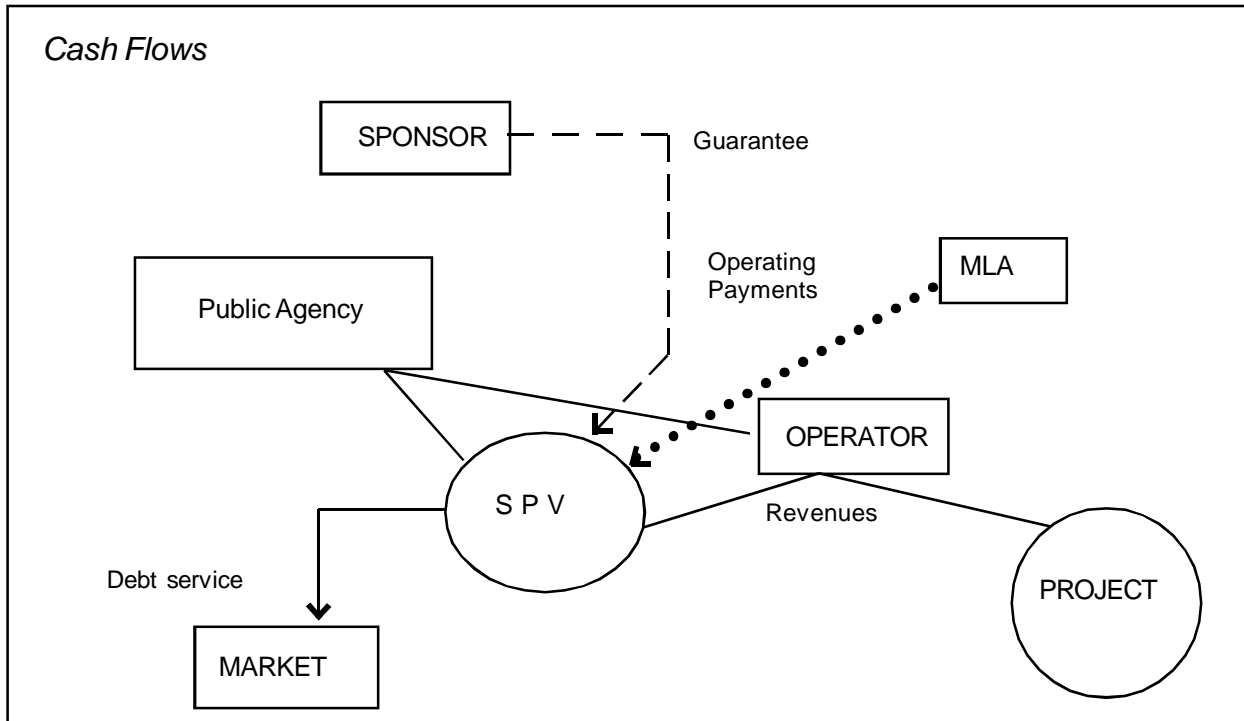 Cash Flows
SPONSOR
Guarantee
Operating
Payments
MLA
Public Agency
OPERATOR
S P V
Revenues
Debt service
PROJECT
MARKET